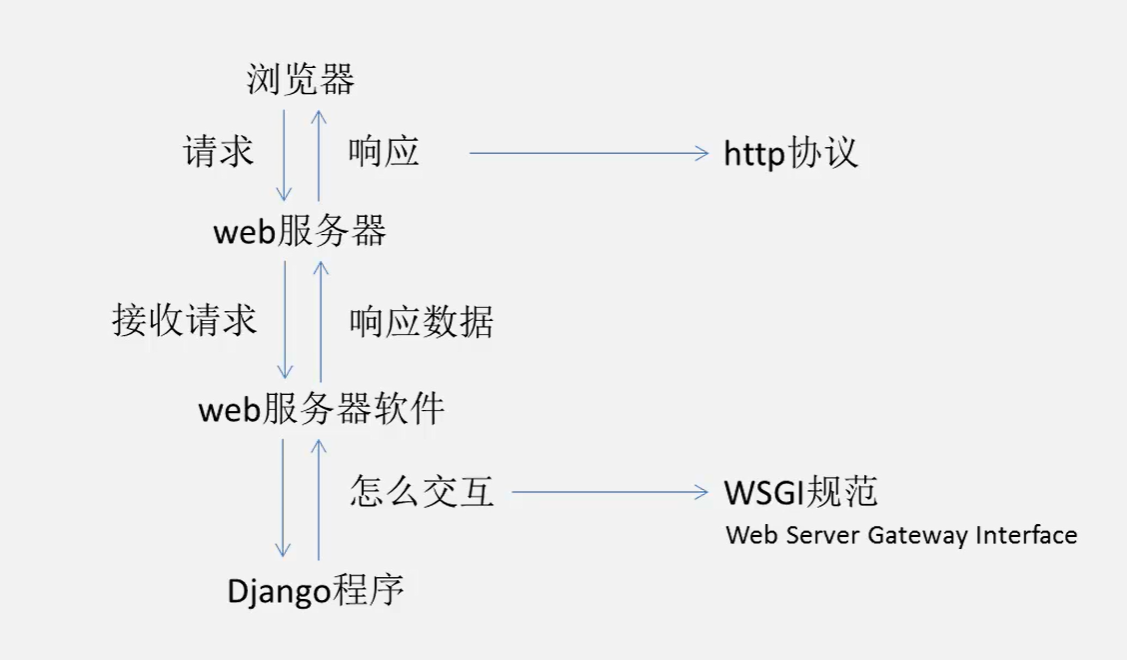 浏览器
请求
响应
http协议
web服务器
接收请求
响应数据
web服务器软件
怎么交互
WSGI规范
Web Server Gateway Interface
Django程序